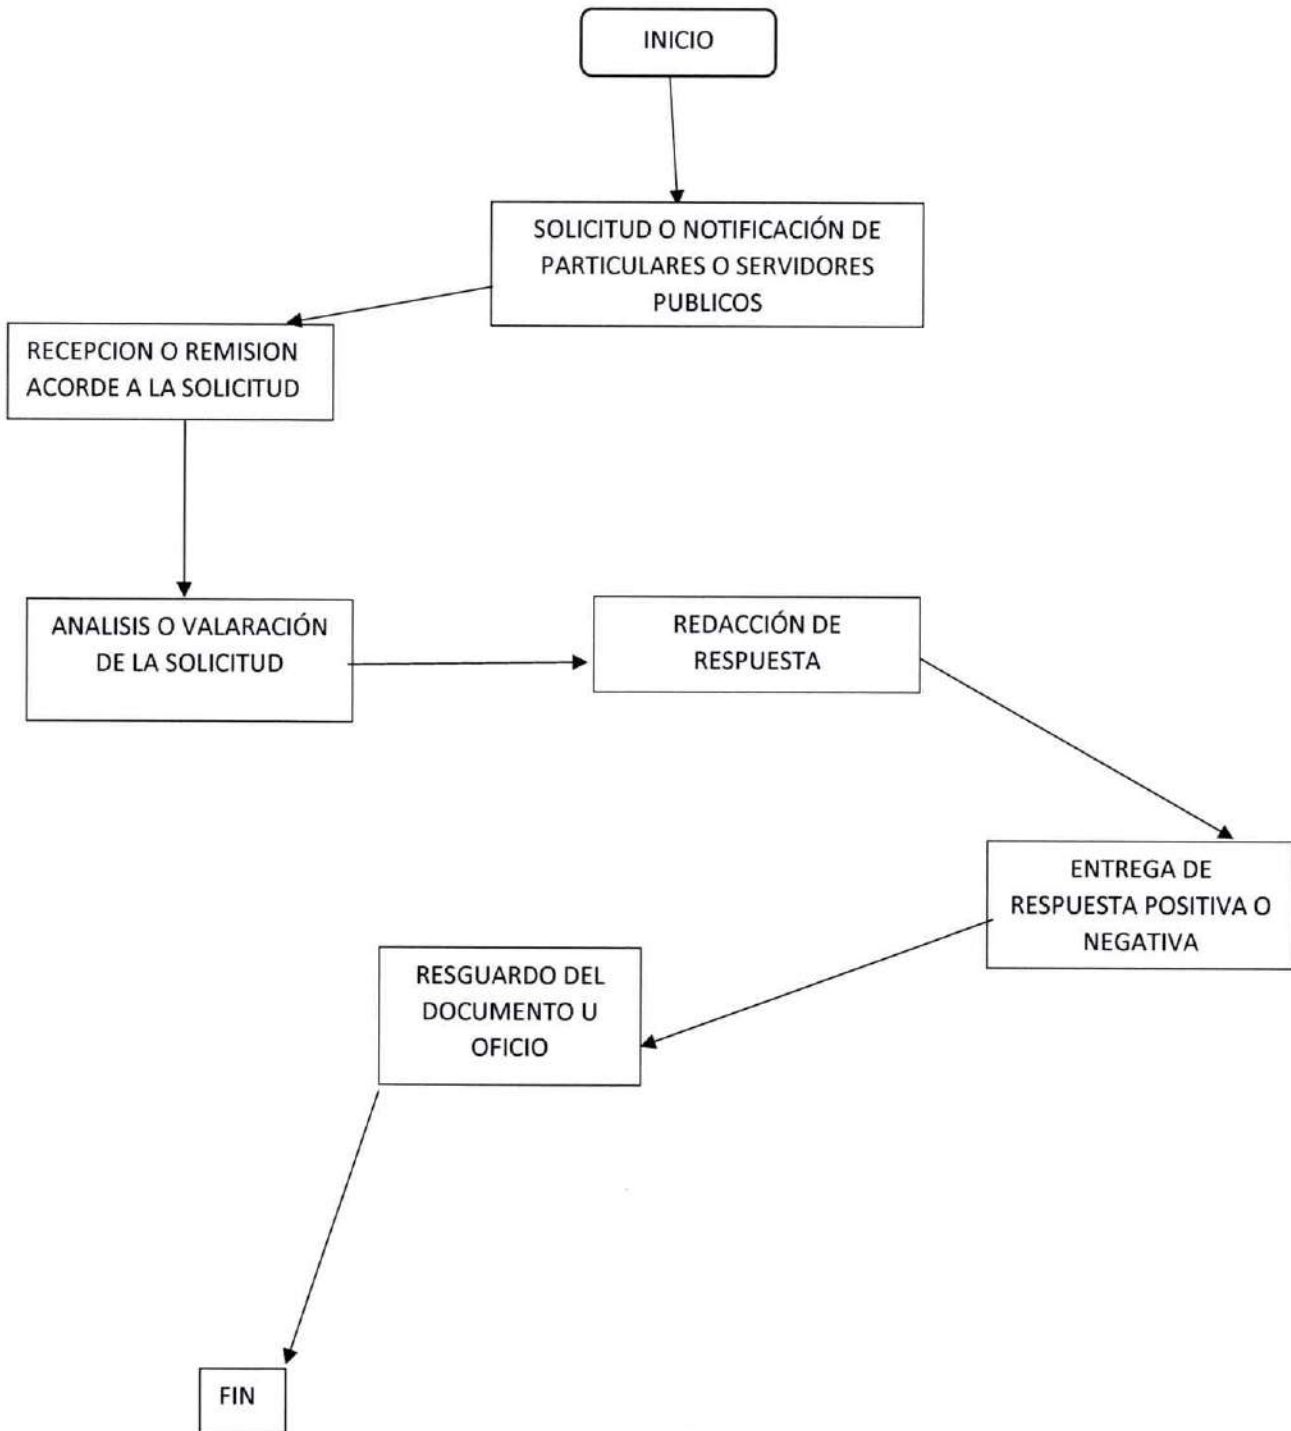 INICIO
SOLICITUD O NOTIFICACIÓN DE
PARTICULARES O SERVIDORES
PUBLICOS
RECEPCION O REMISION
ACORDE A LA SOLICITUD
ANALISIS O VALARACIÓN
DE LA SOLICITUD
REDACCIÓN DE
RESPUESTA
ENTREGA DE
RESPUESTA POSITIVA O
NEGATIVA
RESGUARDO DEL
DOCUMENTO U
OFICIO
FIN